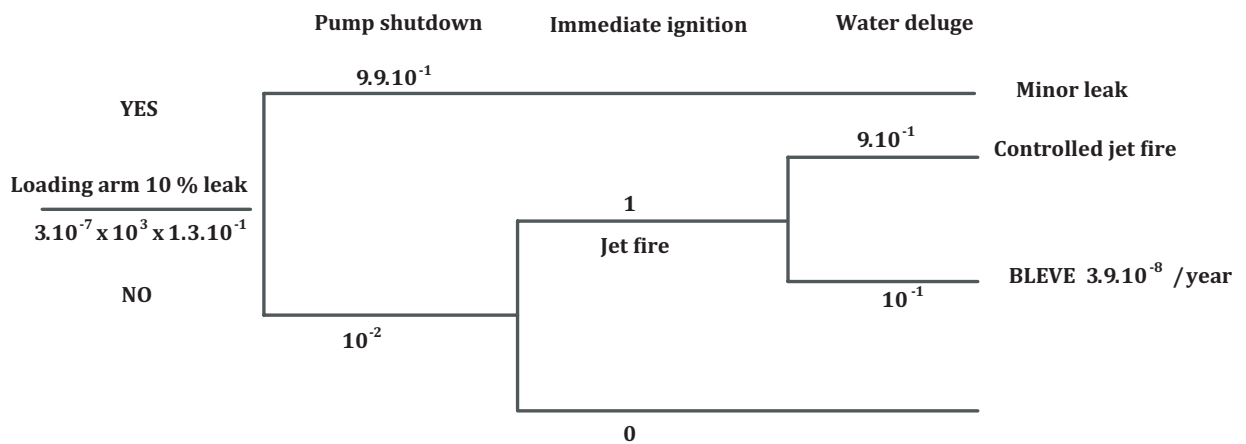 Pump shutdown Immediate ignition Water deluge
9.9.10⁻¹
Minor leak
YES
9.10⁻¹
Controlled jet fire
Loading arm 10 % leak
1
3.10⁻⁷ x 10³ x 1.3.10⁻¹
Jet fire
BLEVE 3.9.10⁻⁸ /year
NO
10⁻¹
10⁻²
0